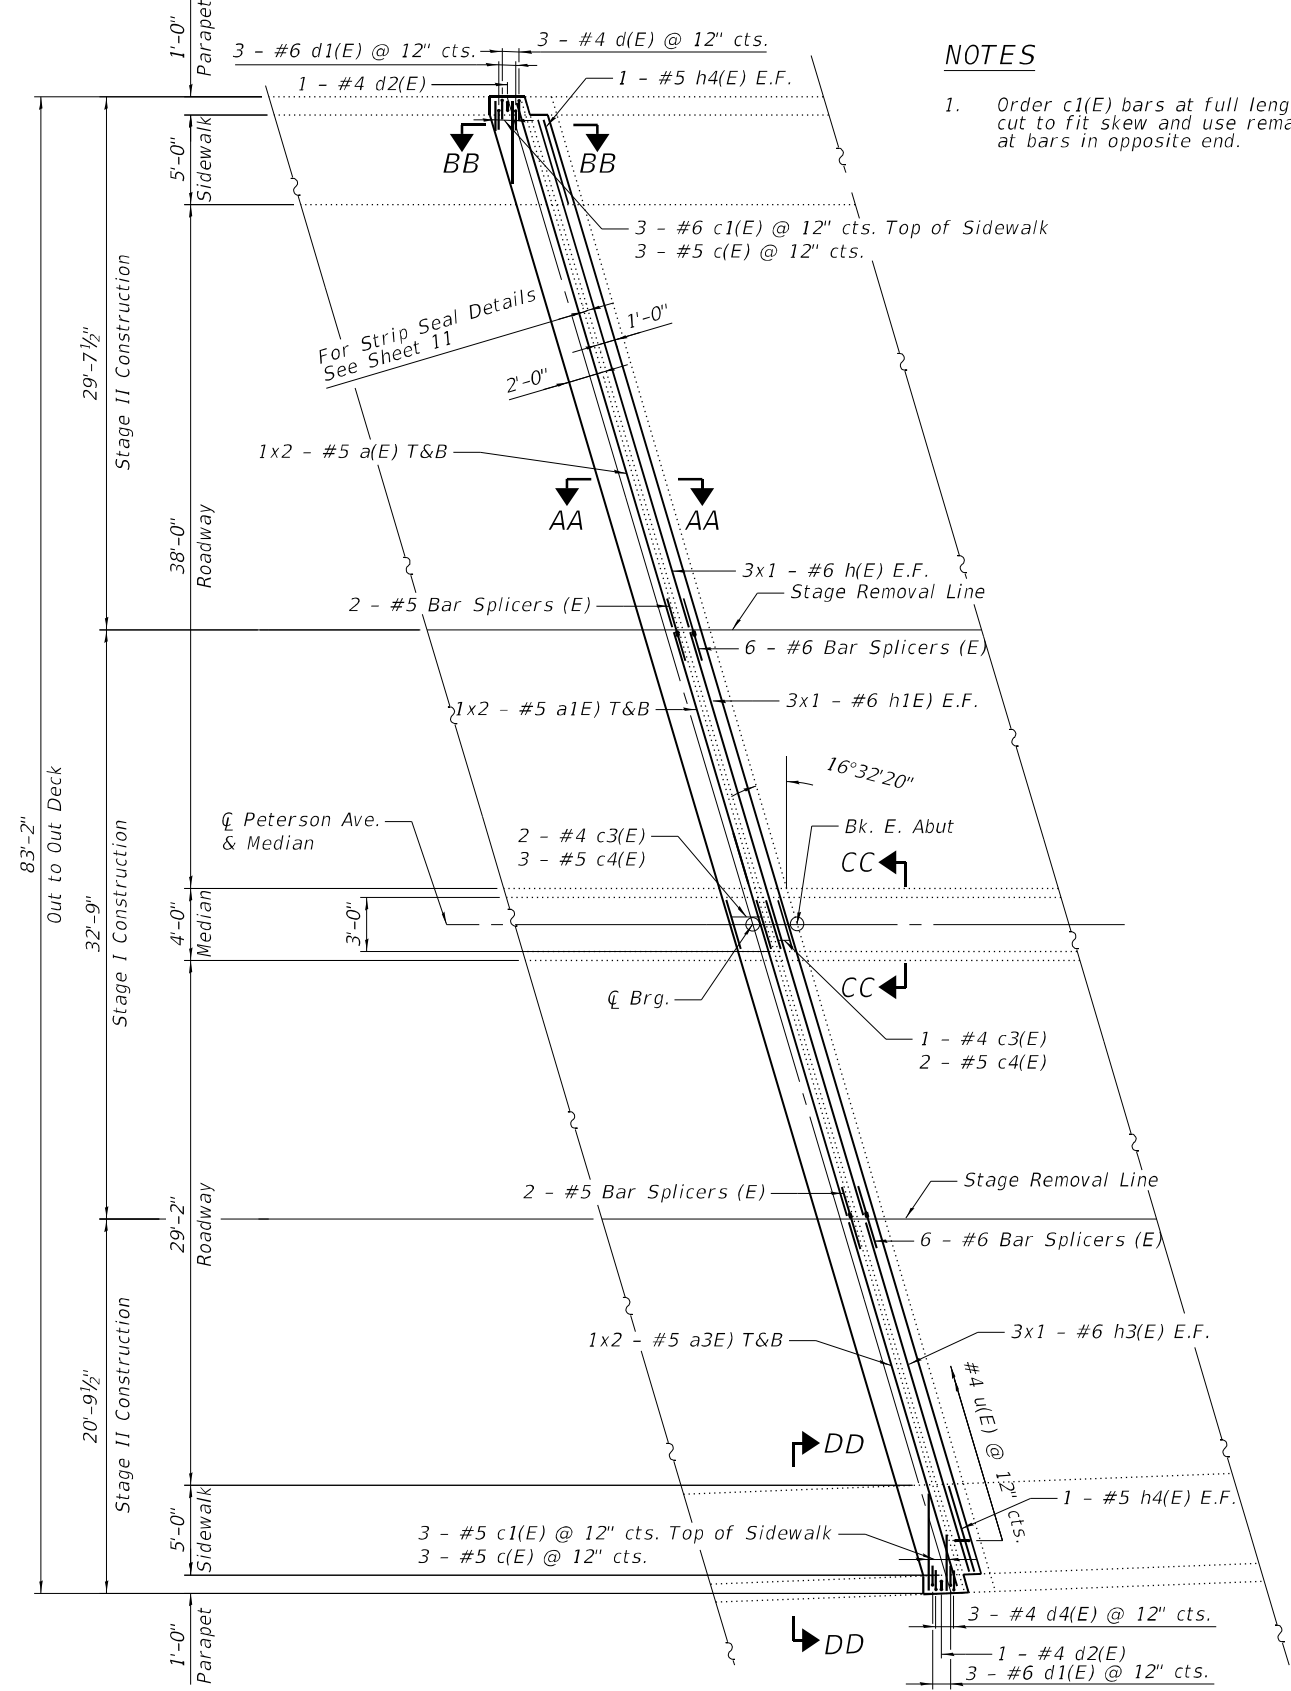 1'-0"
Parapet
3 - #6 d1(E) @ 12" cts.
3 - #4 d(E) @ 12" cts.
1 - #4 d2(E)
1 - #5 h4(E) E.F.
NOTES
1. Order c1(E) bars at full
cut to fit skew and use
at bars in opposite end.
5'-0"
Sidewalk
BB
BB
3 - #6 c1(E) @ 12" cts. Top of Sidewalk
3 - #5 c(E) @ 12" cts.
29'-7½"
Stage II Construction
For Strip Seal Details
See Sheet 11
1'-0"
2'-0"
1x2 - #5 a(E) T&B
AA
AA
38'-0"
Roadway
3x1 - #6 h(E) E.F.
Stage Removal Line
2 - #5 Bar Splicers (E)
6 - #6 Bar Splicers (E)
1x2 - #5 a1E) T&B
3x1 - #6 h1E) E.F.
16°32'20"
83'-2"
Out to Out Deck
32'-9"
Stage I Construction
℄ Peterson Ave.
& Median
2 - #4 c3(E)
3 - #5 c4(E)
Bk. E. Abut
CC
4'-0"
Median
3'-0"
CC
℄ Brg.
1 - #4 c3(E)
2 - #5 c4(E)
29'-2"
Roadway
2 - #5 Bar Splicers (E)
Stage Removal Line
6 - #6 Bar Splicers (E)
20'-9½"
Stage II Construction
1x2 - #5 a3E) T&B
3x1 - #6 h3(E) E.F.
#4 u(E) @ 12" cts.
DD
1 - #5 h4(E) E.F.
5'-0"
Sidewalk
3 - #5 c1(E) @ 12" cts. Top of Sidewalk
3 - #5 c(E) @ 12" cts.
1'-0"
Parapet
DD
3 - #4 d4(E) @ 12" cts.
1 - #4 d2(E)
3 - #6 d1(E) @ 12" cts.